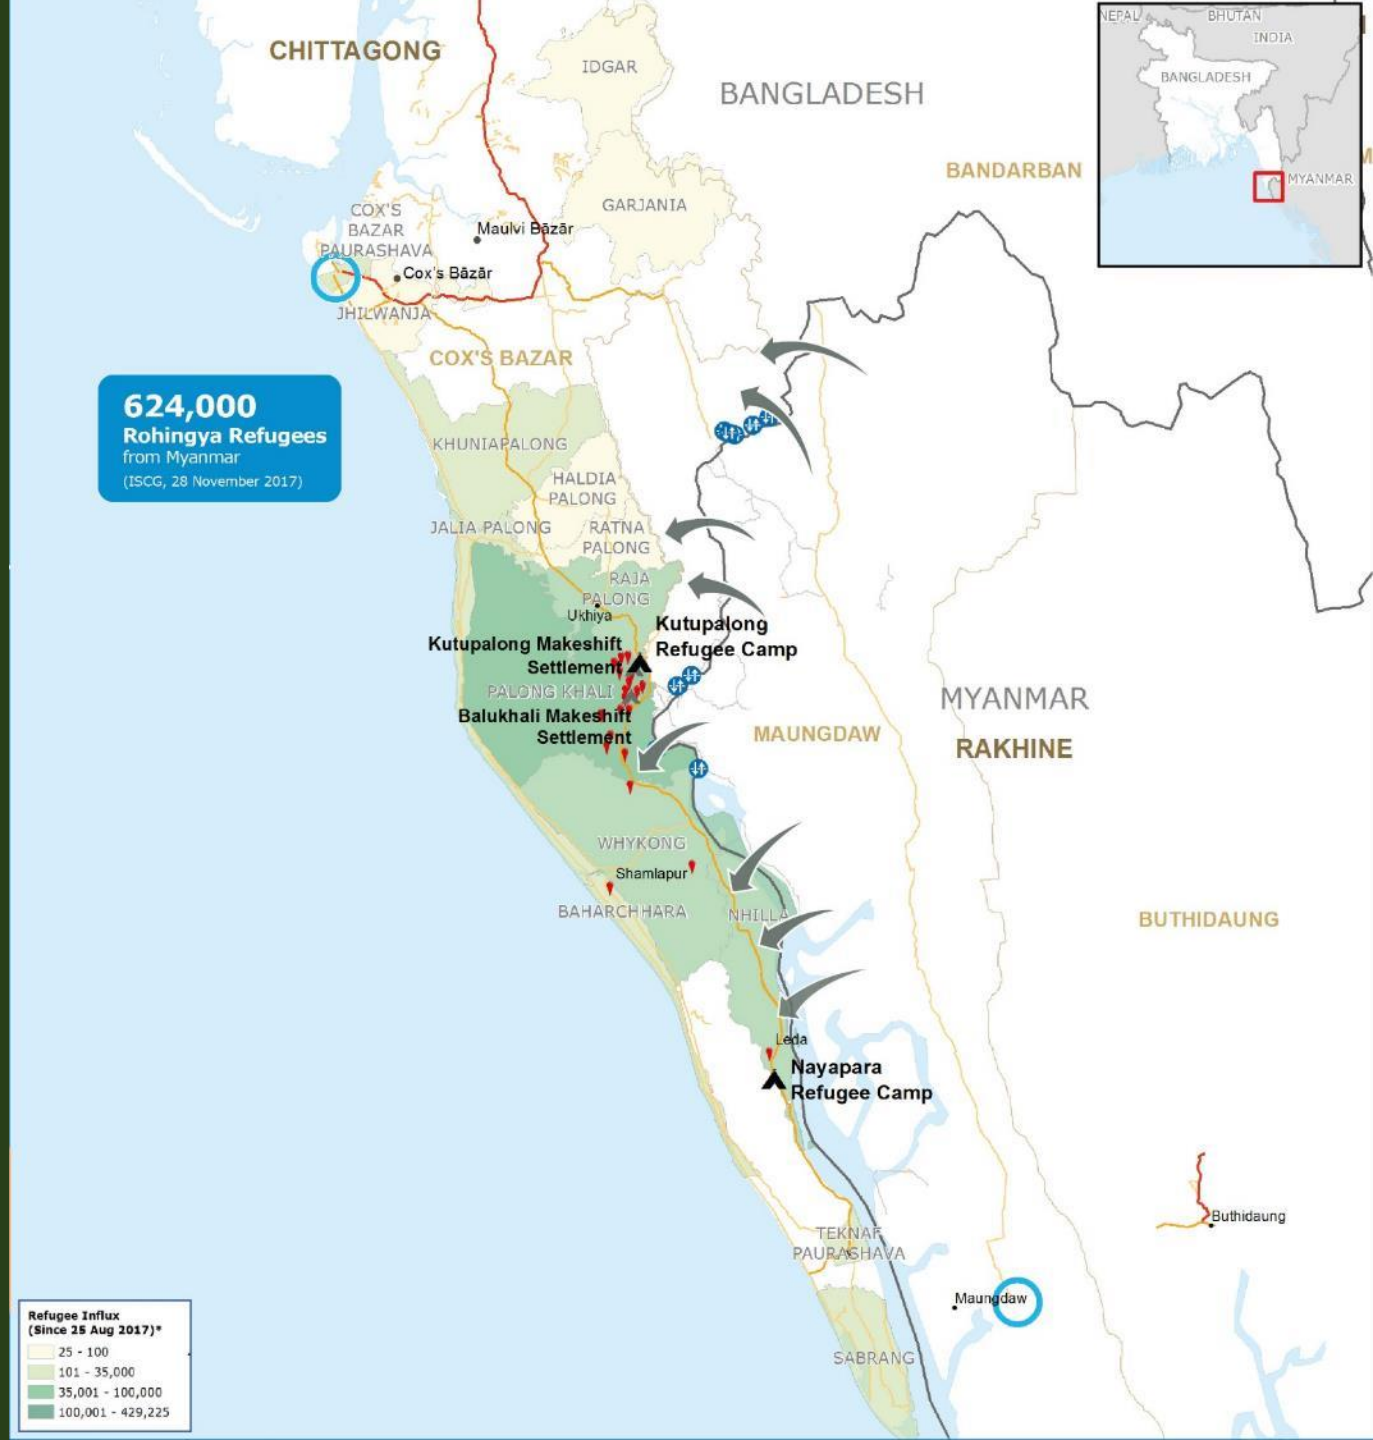 CHITTAGONG
IDGAR
BANGLADESH
BANDARBAN
NEPAL
BHUTAN
INDIA
BANGLADESH
MYANMAR
GARJANIA
COX'S
BAZAR
PAURASHAVA
Maulvi Bāzār
Cox's Bāzār
JHILWANJA
COX'S BAZAR
624,000
Rohingya Refugees
from Myanmar
(ISCG, 28 November 2017)
KHUNIAPALONG
HALDIA
PALONG
JALIA PALONG
RATNA
PALONG
RAJA
PALONG
Ukhiya
Kutupalong
Refugee Camp
Kutupalong Makeshift
Settlement
PALONG KHALI
Balukhali Makeshift
Settlement
MYANMAR
RAKHINE
MAUNGDAW
WHYKONG
Shamlapur
BAHARCHHARA
NHILLA
BUTHIDAUNG
Leda
Nayapara
Refugee Camp
Buthidaung
TEKNAF
PAURASHAVA
Maungdaw
SABRANG
Refugee Influx
(Since 25 Aug 2017)*
25 - 100
101 - 35,000
35,001 - 100,000
100,001 - 429,225